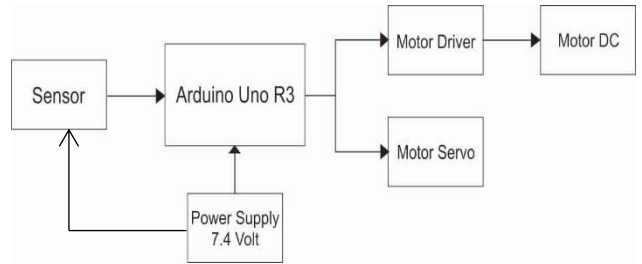 Sensor
Arduino Uno R3
Motor Driver
Motor DC
Motor Servo
Power Supply
7.4 Volt